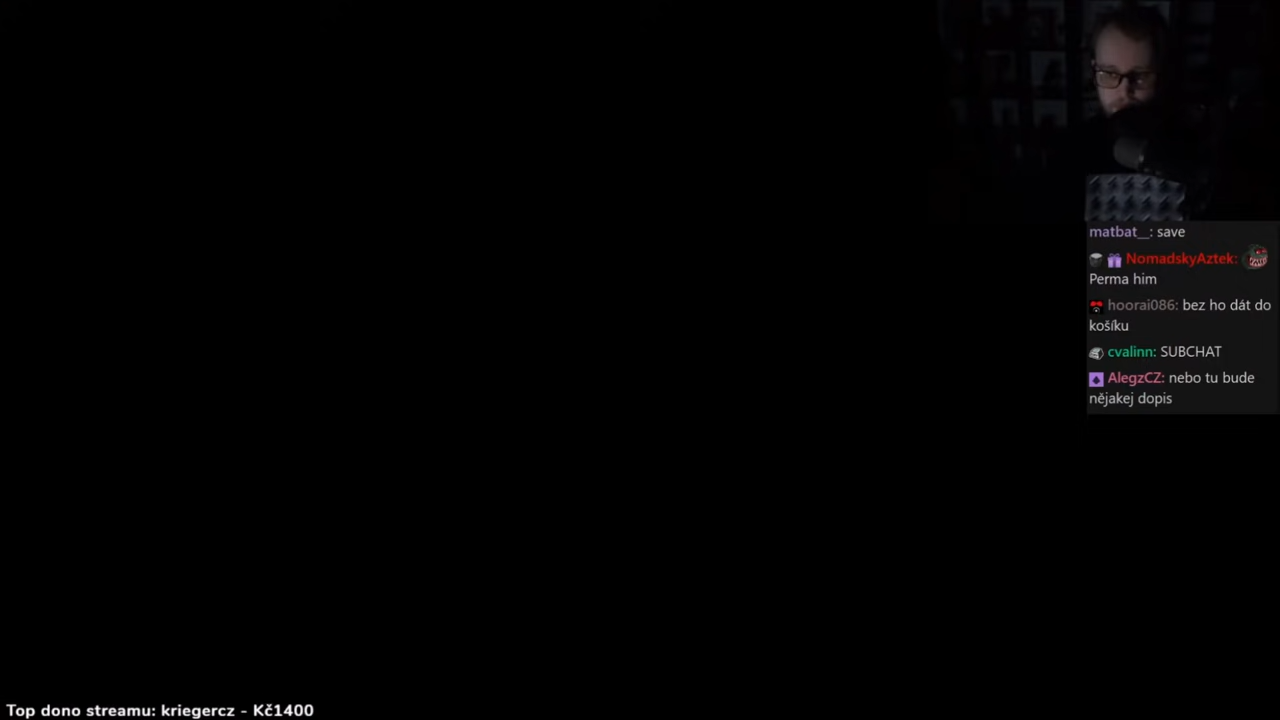 matbat__: save
NomadskyAztek:
Perma him
hoorai086: bez ho dát do
košíku
cvalinn: SUBCHAT
AlegzCZ: nebo tu bude
nějakej dopis
Top dono streamu: kriegercz - Kč1400